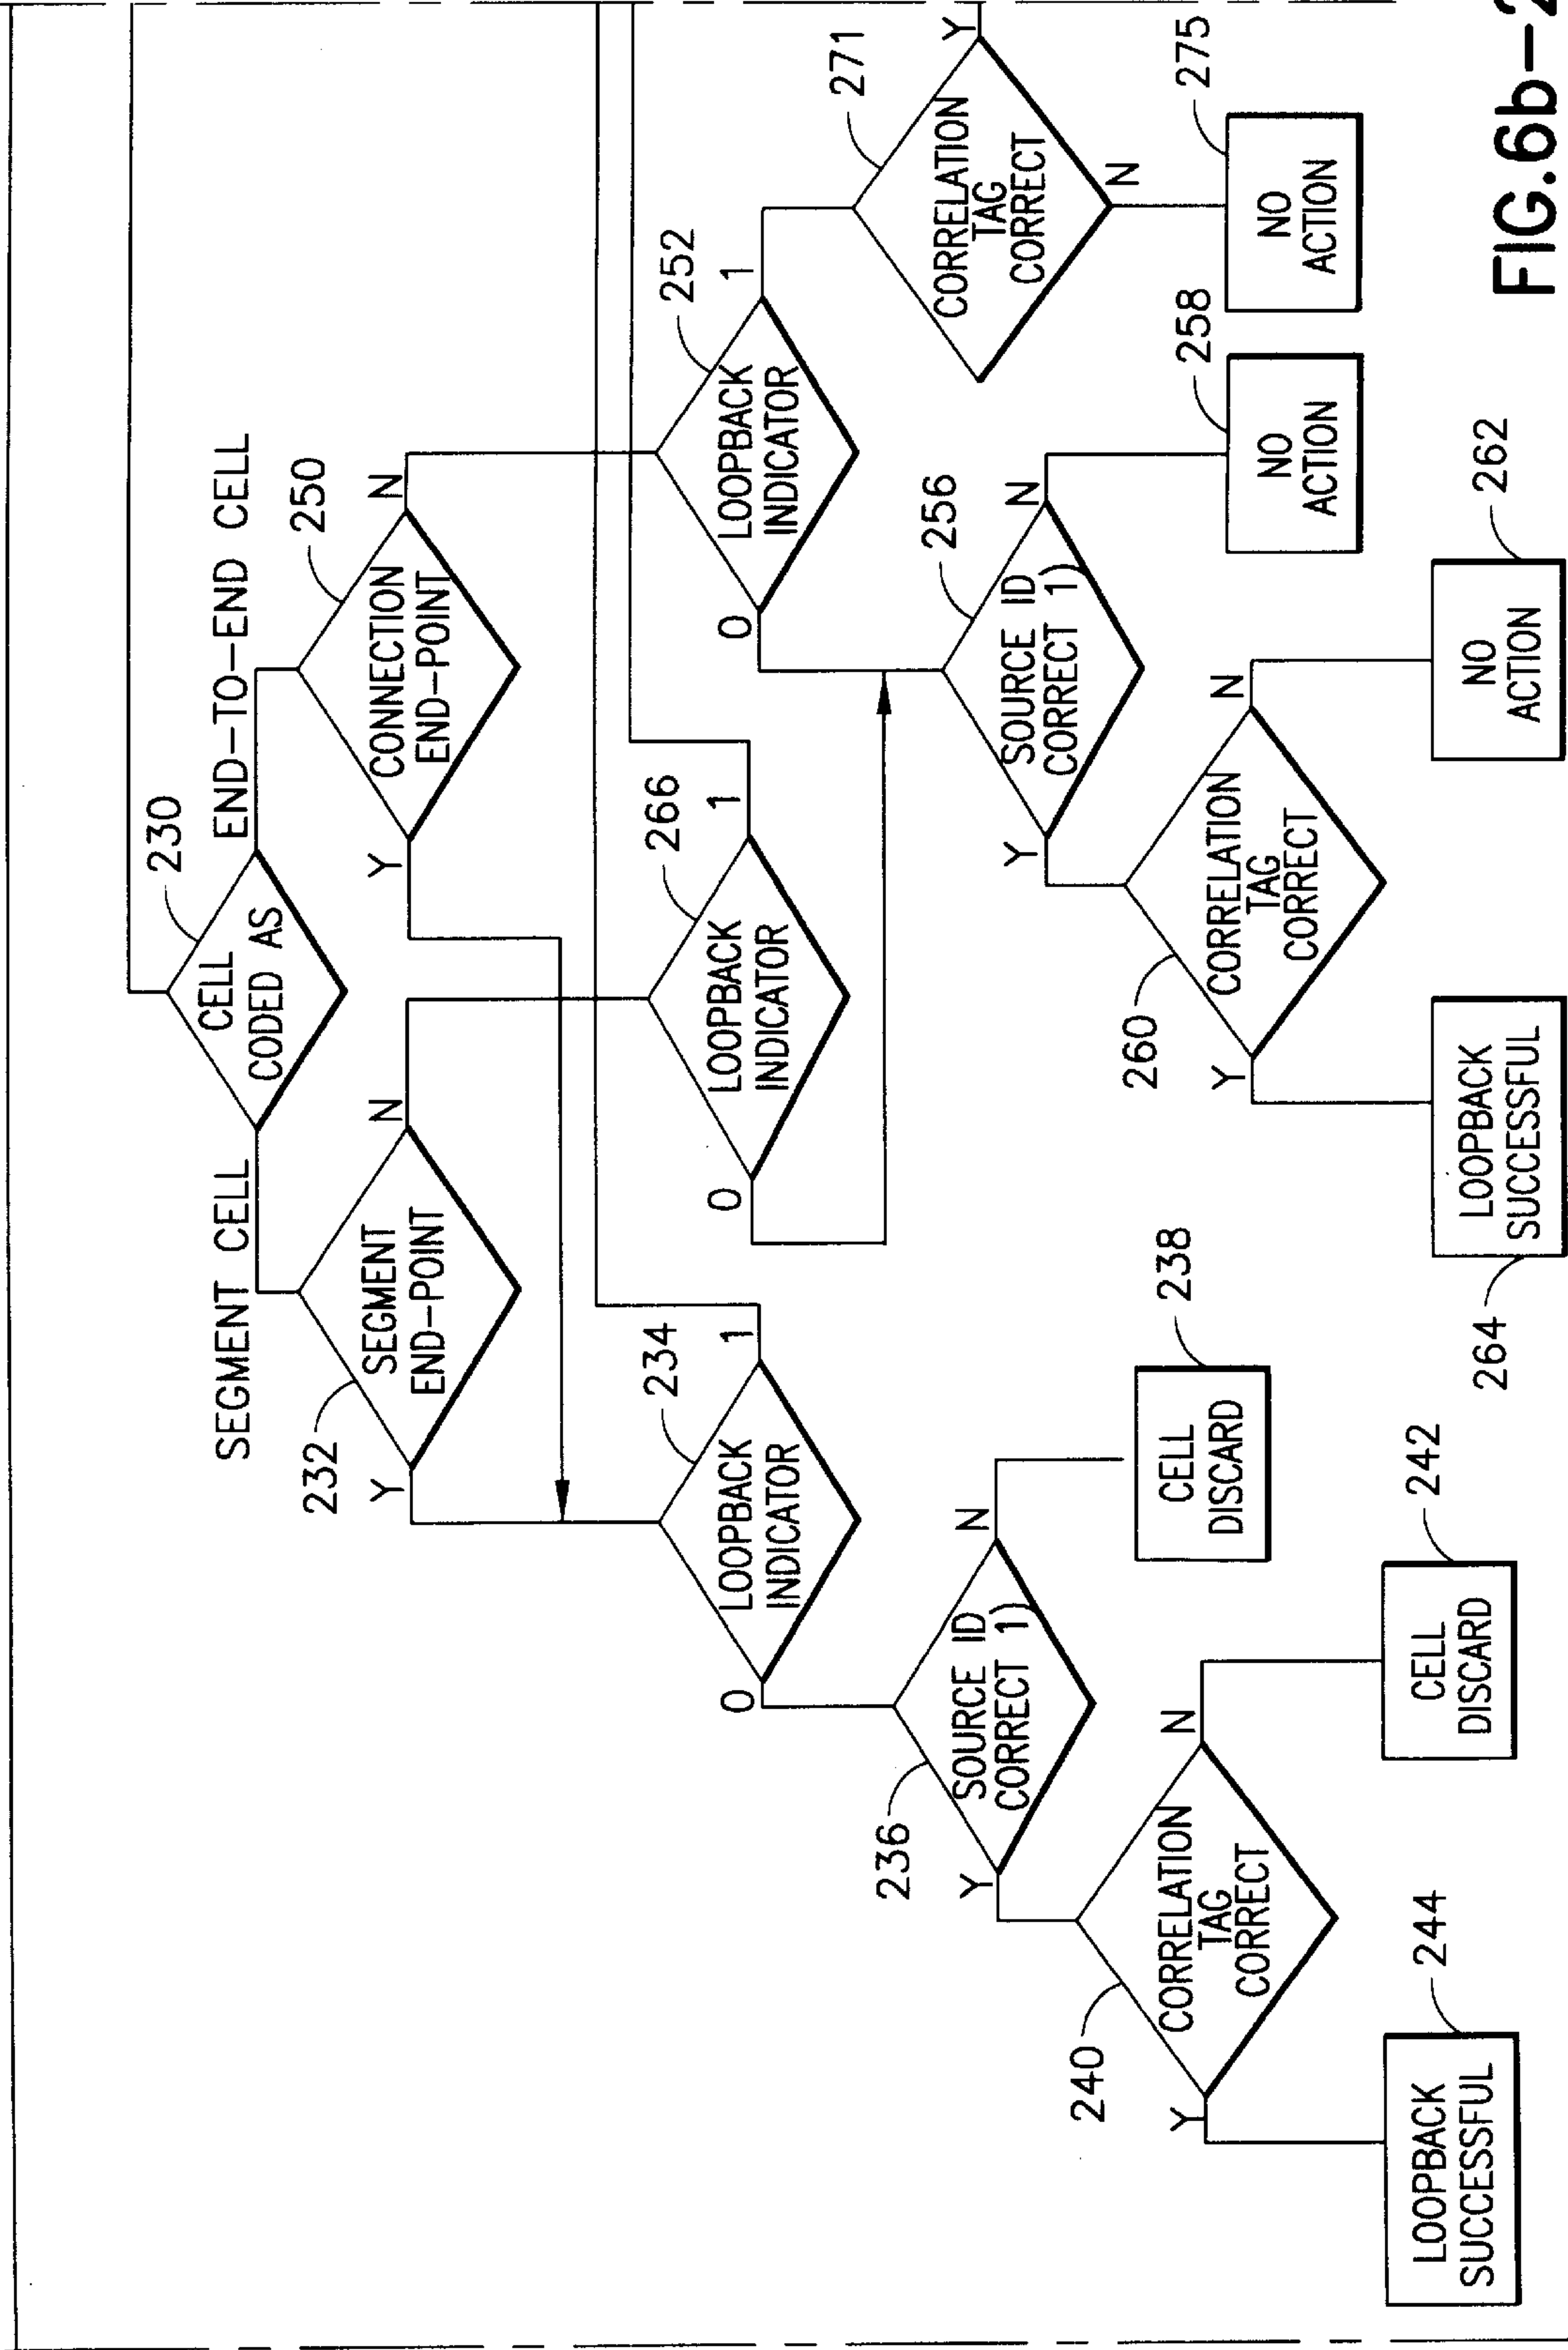 230
CELL
CODED AS
SEGMENT CELL
END-TO-END CELL
232
SEGMENT
END-POINT
Y
N
250
CONNECTION
END-POINT
Y
N
234
LOOPBACK
INDICATOR
0
1
266
LOOPBACK
INDICATOR
0
1
252
LOOPBACK
INDICATOR
0
1
236
SOURCE ID
CORRECT 1)
Y
N
238
CELL
DISCARD
256
SOURCE ID
CORRECT 1)
Y
N
271
CORRELATION
TAG
CORRECT
Y
N
240
CORRELATION
TAG
CORRECT
Y
N
260
CORRELATION
TAG
CORRECT
Y
N
258
NO
ACTION
275
NO
ACTION
244
LOOPBACK
SUCCESSFUL
242
CELL
DISCARD
264
LOOPBACK
SUCCESSFUL
262
NO
ACTION
FIG.6b-2